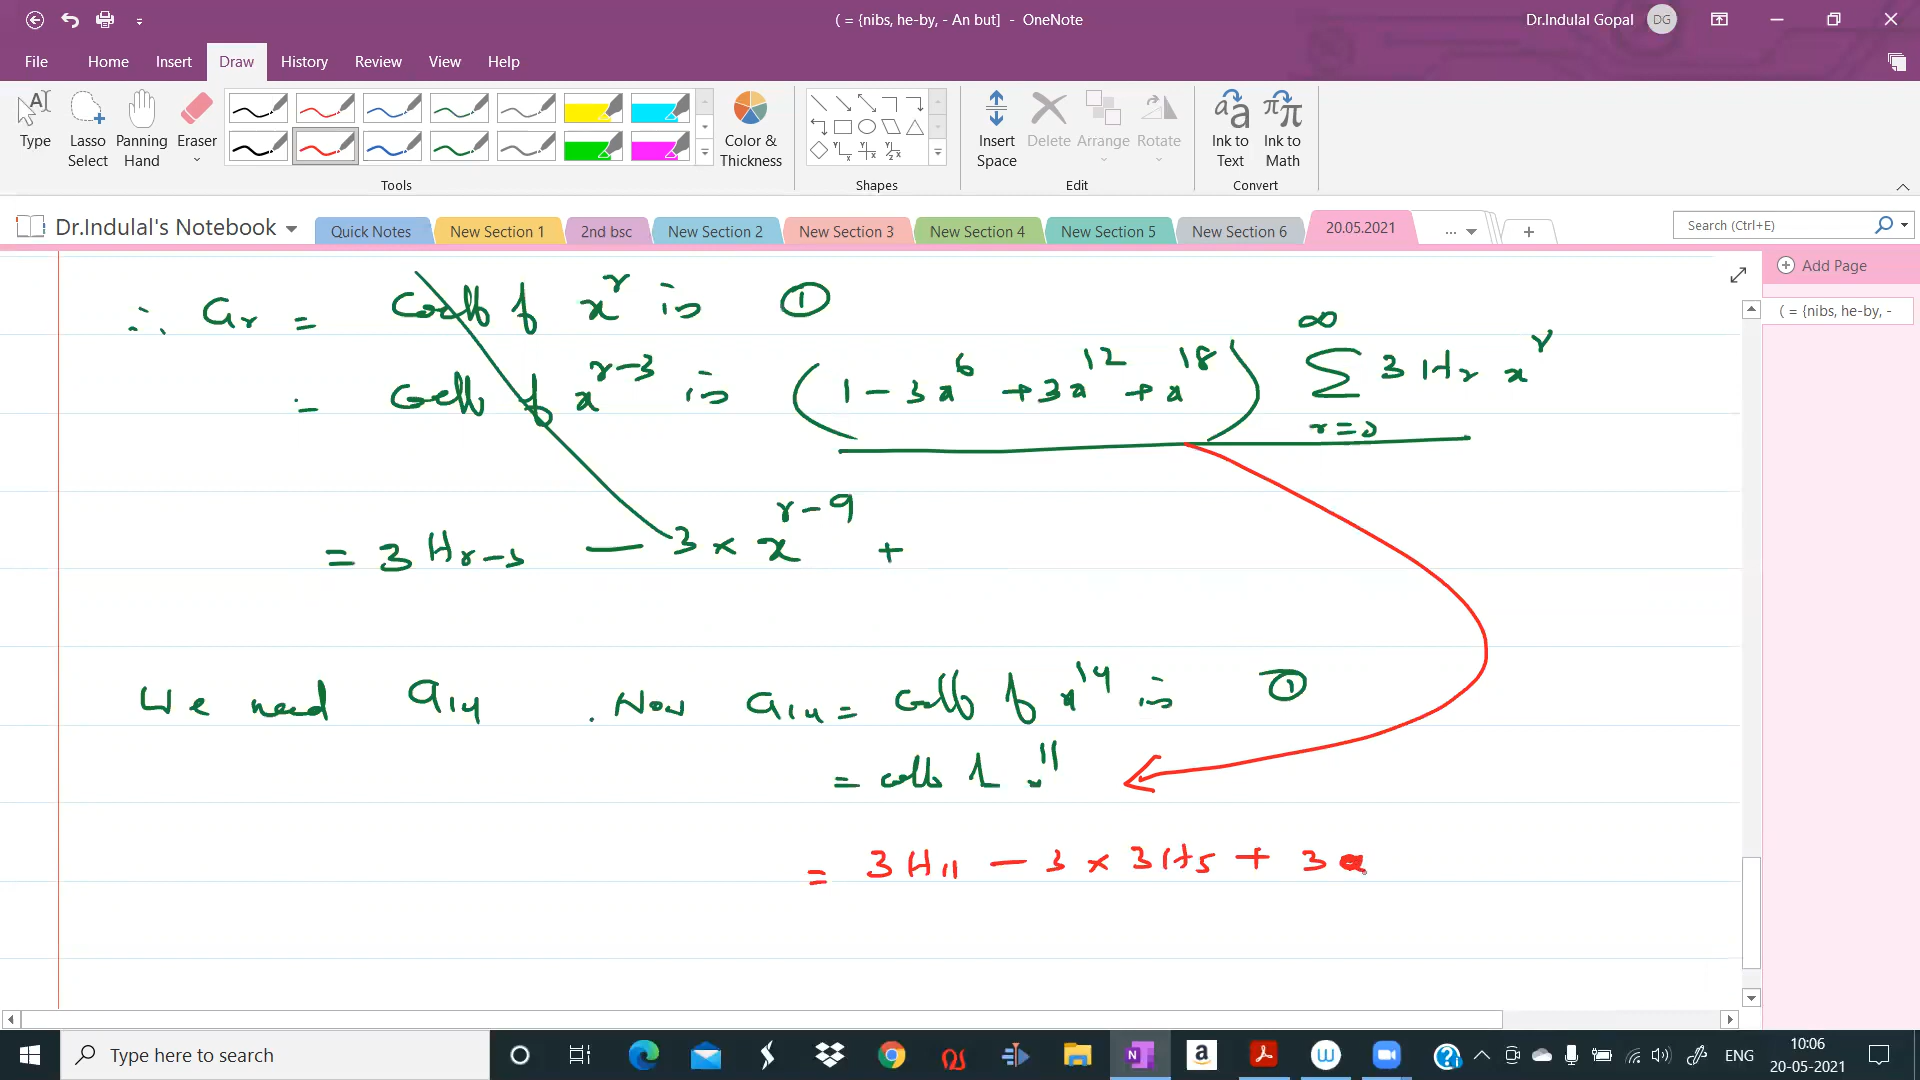 ( = {nibs, he-by, - An but] - OneNote
Dr.Indulal Gopal DG
File Home Insert Draw History Review View Help
Type Lasso Select Panning Hand Eraser
Color & Thickness
Insert Space Delete Arrange Rotate
Ink to Text Ink to Math
Tools Shapes Edit Convert
Dr.Indulal's Notebook Quick Notes New Section 1 2nd bsc New Section 2 New Section 3 New Section 4 New Section 5 New Section 6 20.05.2021 ... + Search (Ctrl+E)
Add Page
( = {nibs, he-by, -
∴ ar = Coeff of x^r in ①
= Coeff of x^(r-3) in (1 - 3x^6 + 3x^12 + x^18) ∑_(r=0)^∞ 3Hr x^r
= 3H_(r-3) - 3 × x^(r-9) +
We need a14 . Now a14 = coeff of x^14 in ①
= coeff of x^11
= 3H11 - 3 × 3H5 + 3
Type here to search
ENG
10:06
20-05-2021